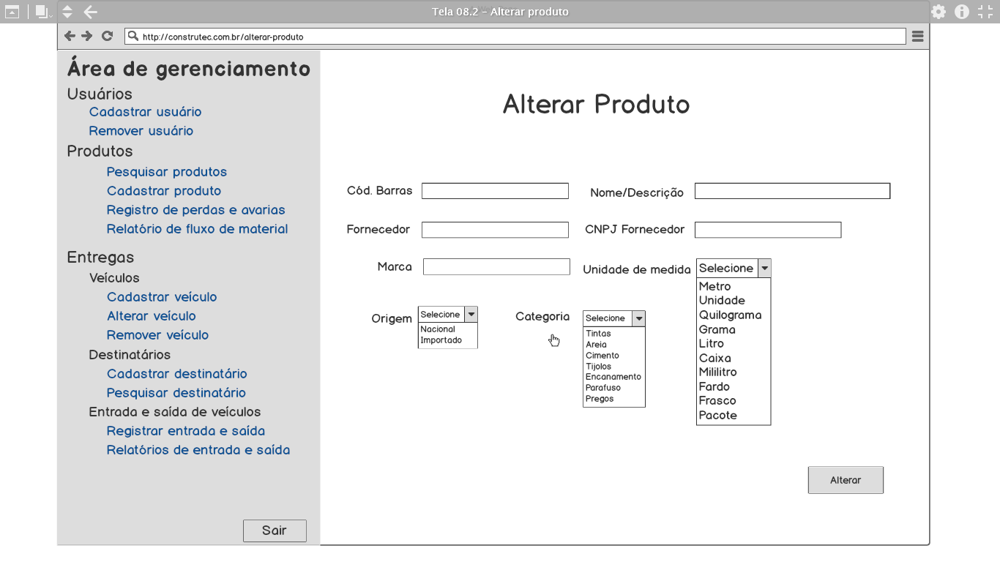 Tela 08.2 - Alterar produto
http://construtec.com.br/alterar-produto
Área de gerenciamento
Usuários
Cadastrar usuário
Remover usuário
Produtos
Pesquisar produtos
Cadastrar produto
Registro de perdas e avarias
Relatório de fluxo de material
Entregas
Veículos
Cadastrar veículo
Alterar veículo
Remover veículo
Destinatários
Cadastrar destinatário
Pesquisar destinatário
Entrada e saída de veículos
Registrar entrada e saída
Relatórios de entrada e saída
Sair
Alterar Produto
Cód. Barras
Nome/Descrição
Fornecedor
CNPJ Fornecedor
Marca
Unidade de medida
Selecione
Metro
Unidade
Quilograma
Grama
Litro
Caixa
Mililitro
Fardo
Frasco
Pacote
Origem
Selecione
Nacional
Importado
Categoria
Selecione
Tintas
Areia
Cimento
Tijolos
Encanamento
Parafuso
Pregos
Alterar